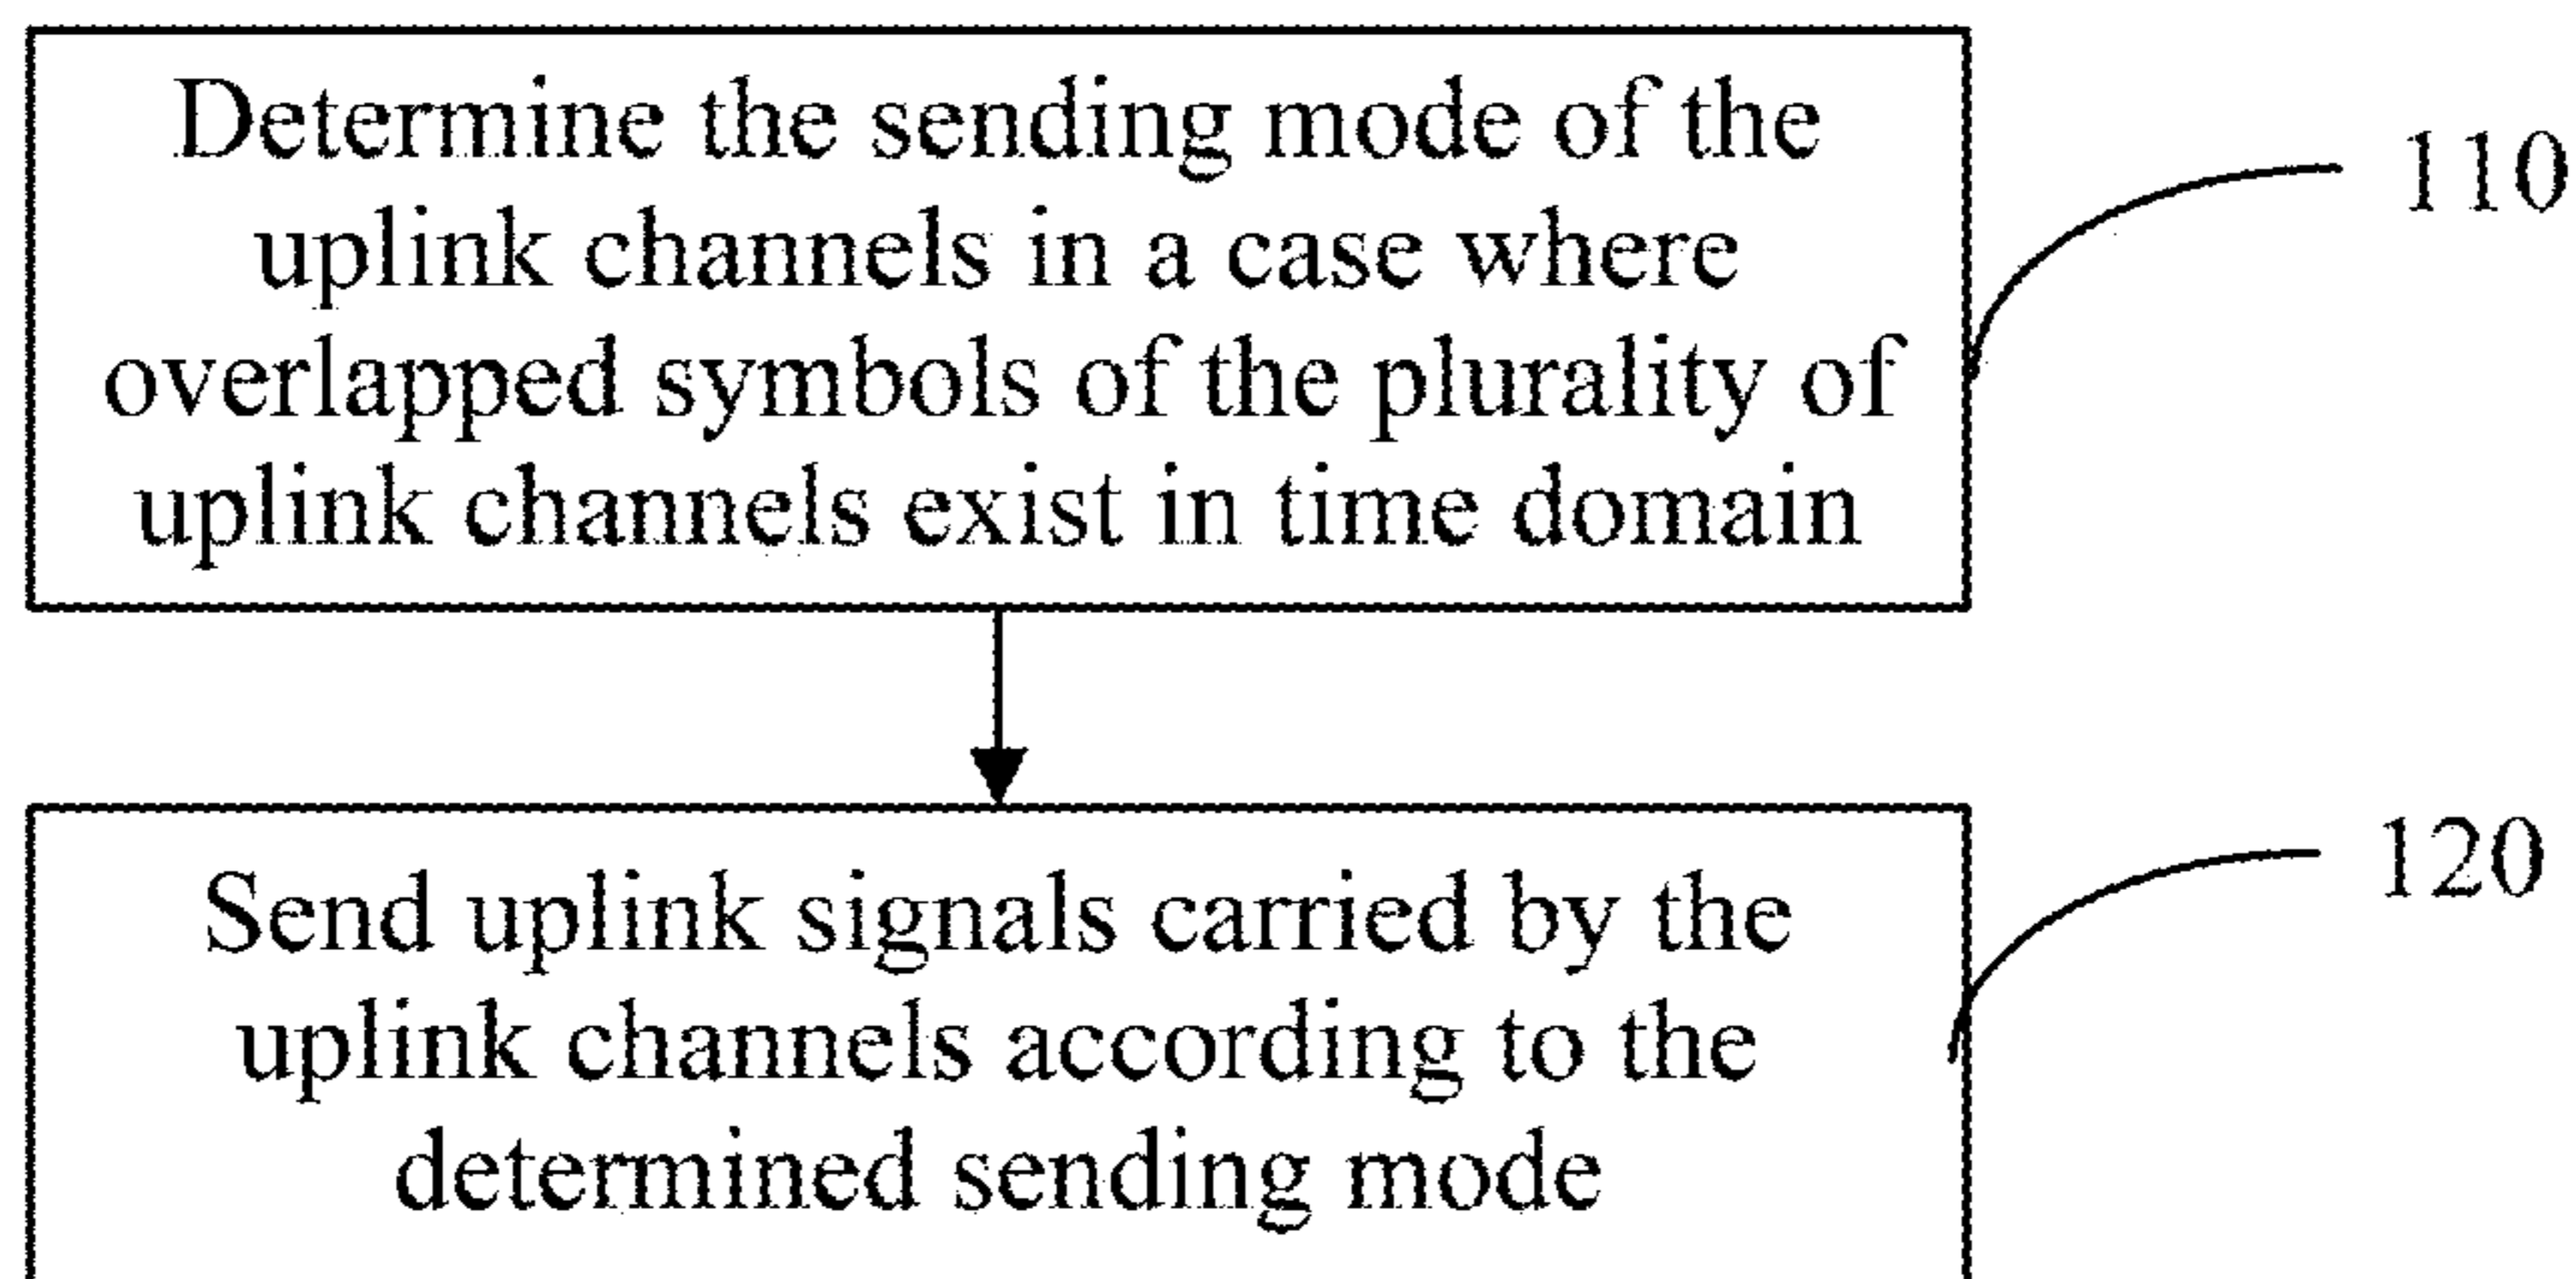 Determine the sending mode of the
uplink channels in a case where
overlapped symbols of the plurality of
uplink channels exist in time domain
110
Send uplink signals carried by the
uplink channels according to the
determined sending mode
120